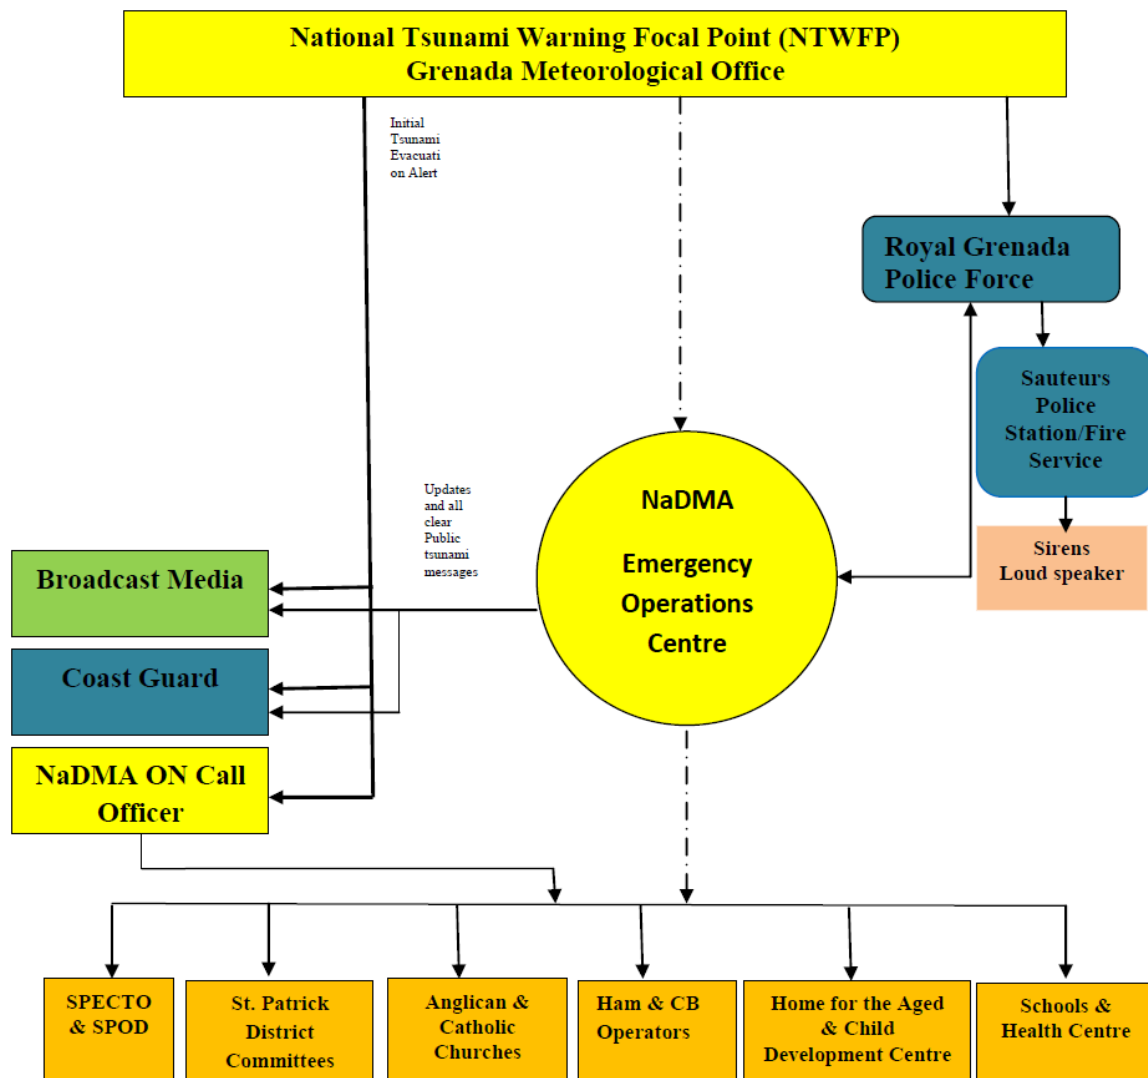 National Tsunami Warning Focal Point (NTWFP)
Grenada Meteorological Office
Initial
Tsunami
Evacuati
on Alert
Royal Grenada
Police Force
Sauteurs
Police
Station/Fire
Service
Sirens
Loud speaker
Updates
and all
clear
Public
tsunami
messages
NaDMA
Emergency
Operations
Centre
Broadcast Media
Coast Guard
NaDMA ON Call
Officer
SPECTO
& SPOD
St. Patrick
District
Committees
Anglican &
Catholic
Churches
Ham & CB
Operators
Home for the Aged
& Child
Development Centre
Schools &
Health Centre